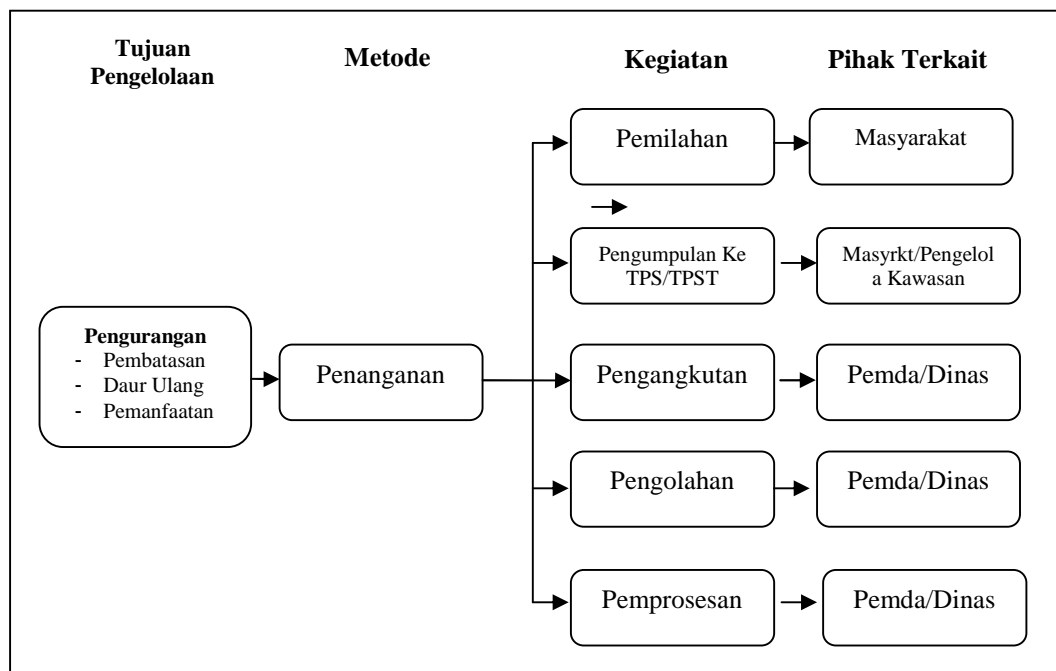 Tujuan
Pengelolaan
Metode
Kegiatan
Pihak Terkait
Pemilahan
Masyarakat
Pengumpulan Ke
TPS/TPST
Masyrkt/Pengelol
a Kawasan
Pengurangan
- Pembatasan
- Daur Ulang
- Pemanfaatan
Penanganan
Pengangkutan
Pemda/Dinas
Pengolahan
Pemda/Dinas
Pemprosesan
Pemda/Dinas